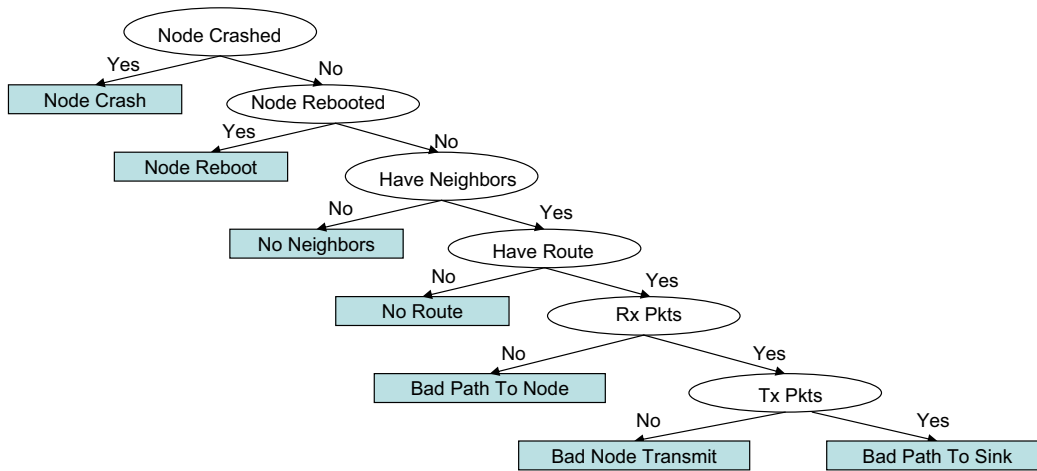 Node Crashed
Yes
No
Node Crash
Node Rebooted
Yes
No
Node Reboot
Have Neighbors
No
Yes
No Neighbors
Have Route
No
Yes
No Route
Rx Pkts
No
Yes
Bad Path To Node
Tx Pkts
No
Yes
Bad Node Transmit
Bad Path To Sink